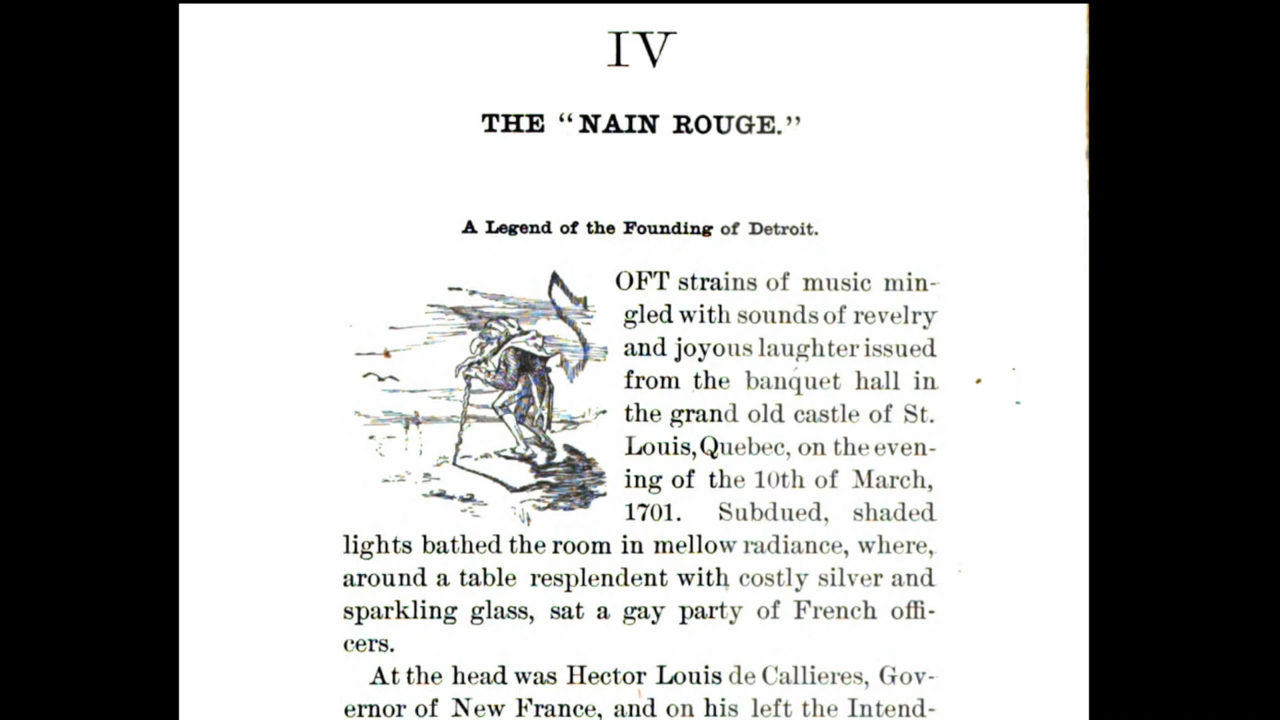 IV
THE “NAIN ROUGE.”
A Legend of the Founding of Detroit.
SOFT strains of music min-
gled with sounds of revelry
and joyous laughter issued
from the banquet hall in
the grand old castle of St.
Louis, Quebec, on the even-
ing of the 10th of March,
1701. Subdued, shaded
lights bathed the room in mellow radiance, where,
around a table resplendent with costly silver and
sparkling glass, sat a gay party of French offi-
cers.
At the head was Hector Louis de Callieres, Gov-
ernor of New France, and on his left the Intend-